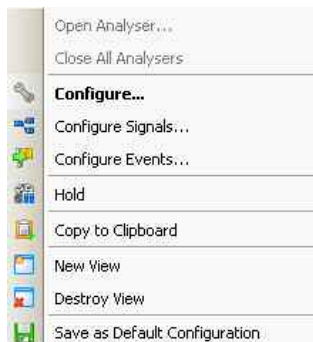 Open Analyser...
Close All Analysers
Configure...
Configure Signals...
Configure Events...
Hold
Copy to Clipboard
New View
Destroy View
Save as Default Configuration